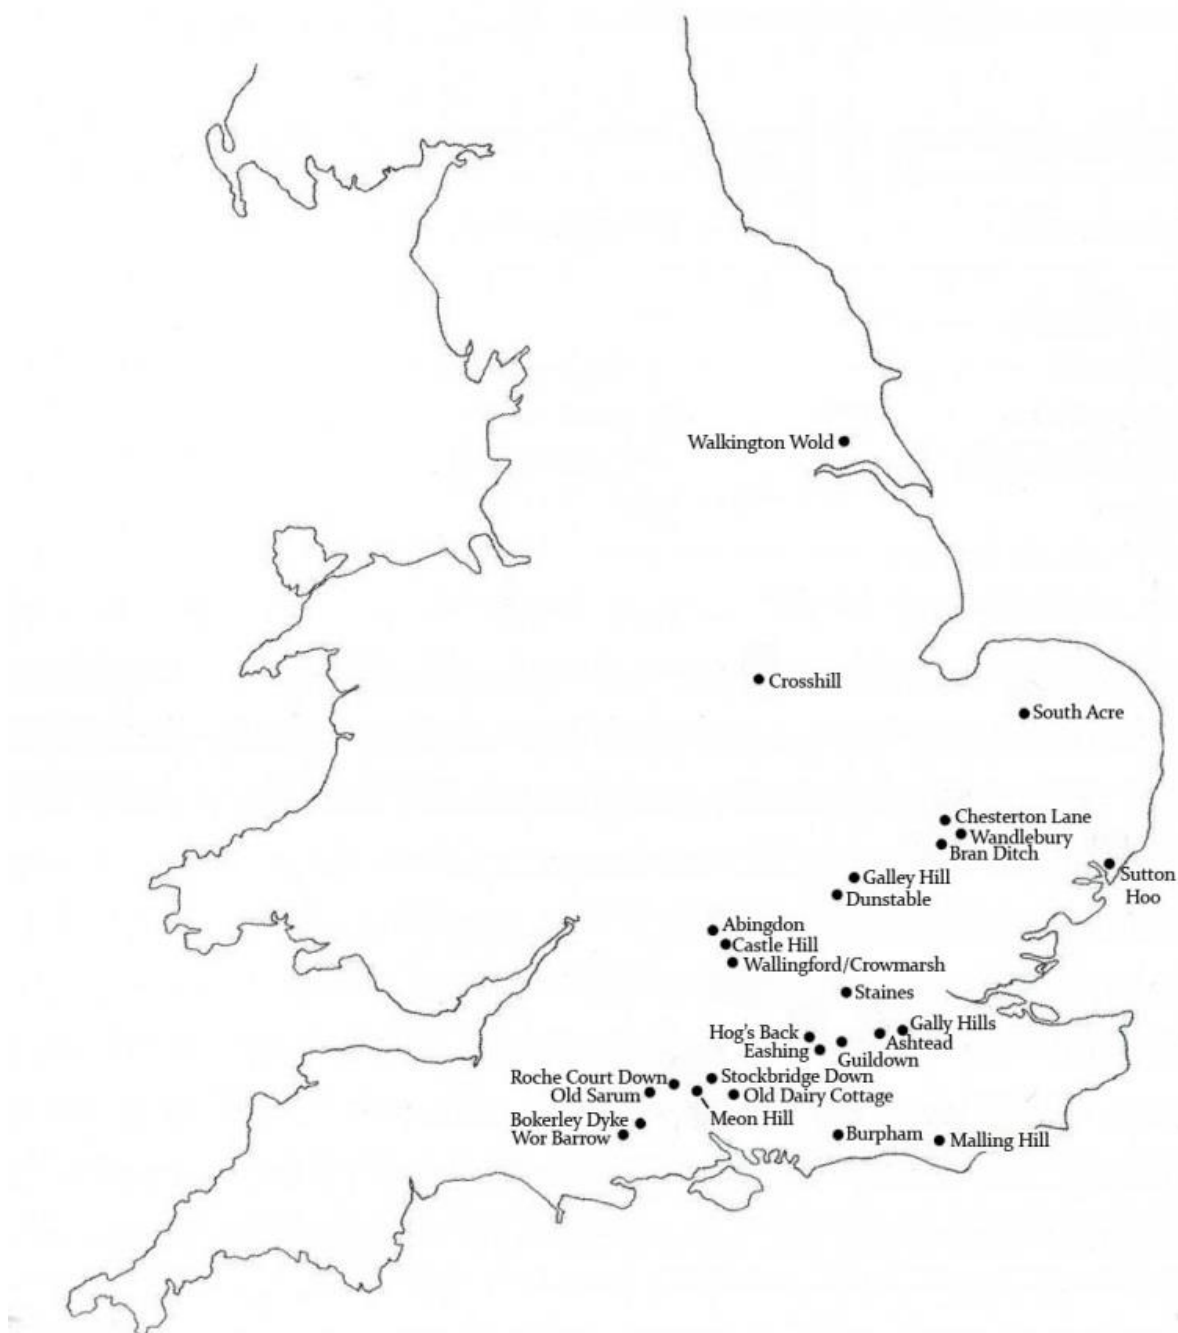 Walkington Wold
Crosshill
South Acre
Chesterton Lane
Wandlebury
Bran Ditch
Sutton
Hoo
Galley Hill
Dunstable
Abingdon
Castle Hill
Wallingford/Crowmarsh
Staines
Gally Hills
Hog's Back
Ashtead
Eashing
Guildown
Roche Court Down
Stockbridge Down
Old Sarum
Old Dairy Cottage
Meon Hill
Bokerley Dyke
Wor Barrow
Burpham
Malling Hill